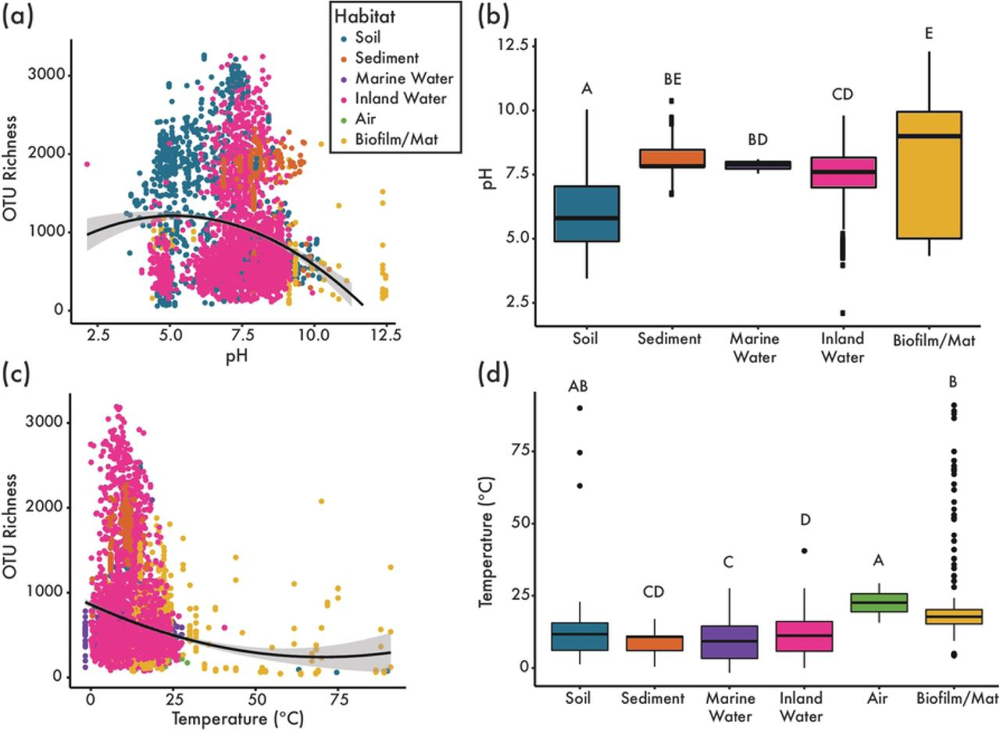 (a)
Habitat
Soil
Sediment
Marine Water
Inland Water
Air
Biofilm/Mat
OTU Richness
3000
2000
1000
0
2.5 5.0 7.5 10.0 12.5
pH
(b)
pH
12.5
10.0
7.5
5.0
2.5
A BE BD CD E
Soil Sediment Marine Inland Biofilm/Mat
Water Water
(c)
OTU Richness
3000
2000
1000
0
0 25 50 75
Temperature (°C)
(d)
Temperature (°C)
75
50
25
0
AB CD C D A B
Soil Sediment Marine Inland Air Biofilm/Mat
Water Water